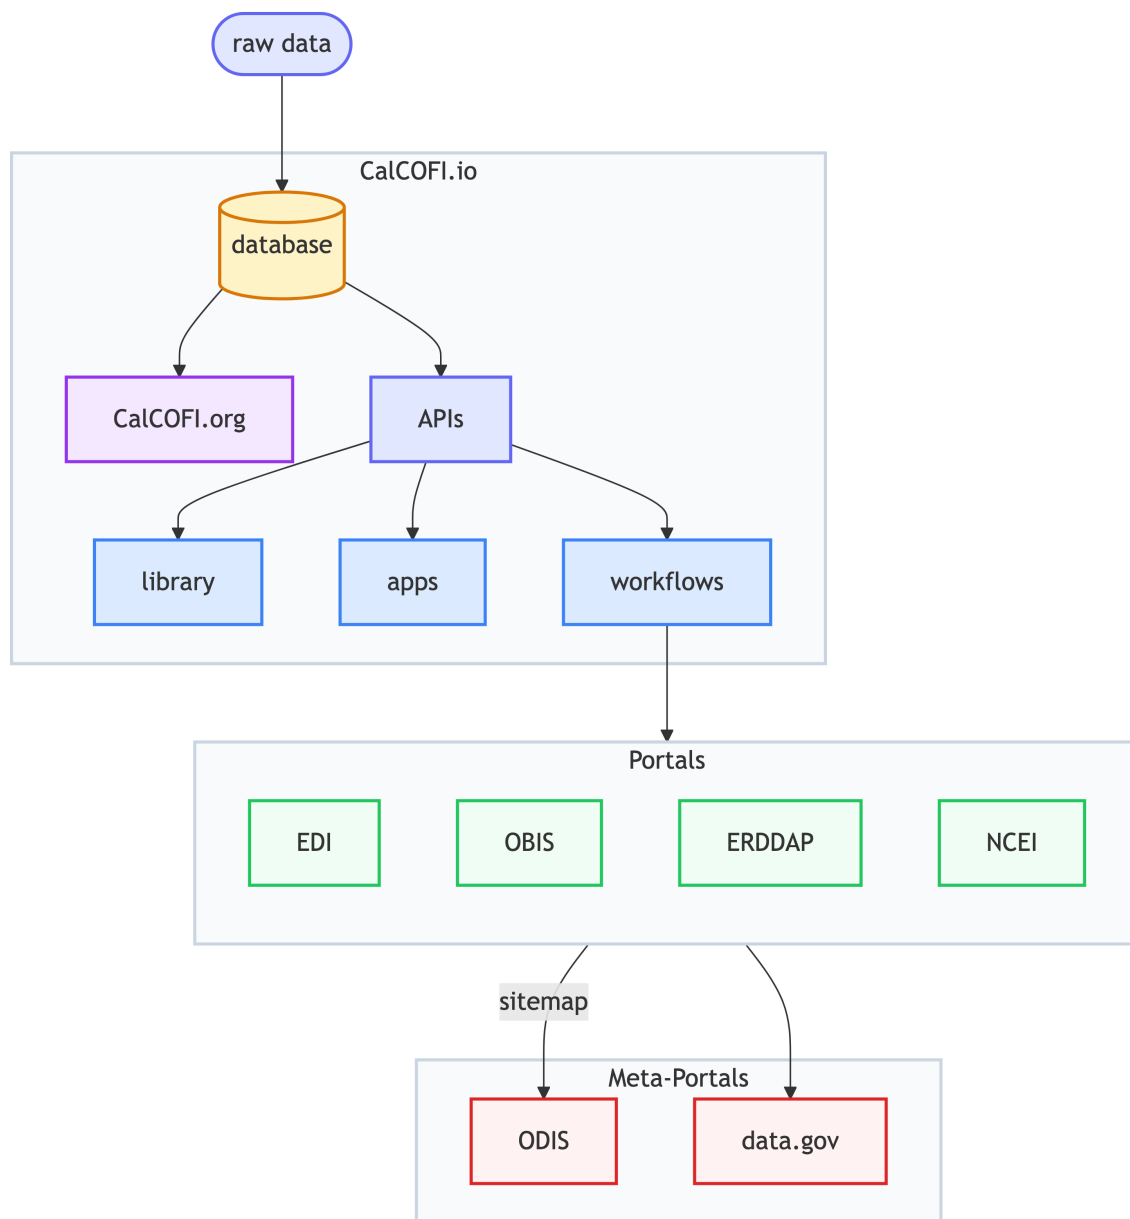 raw data
CalCOFI.io
database
CalCOFI.org
APIs
library
apps
workflows
Portals
EDI
OBIS
ERDDAP
NCEI
sitemap
Meta-Portals
ODIS
data.gov